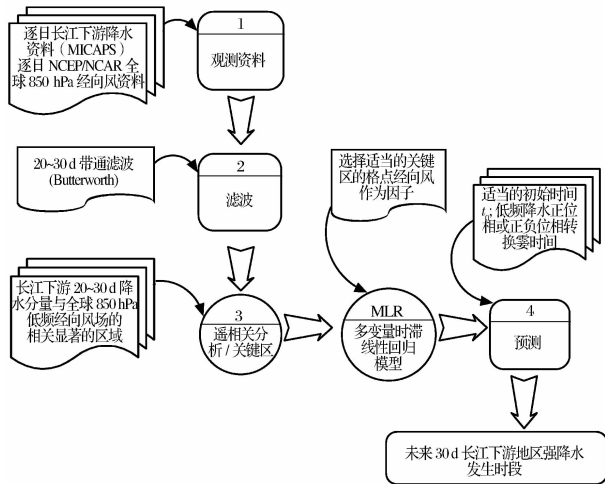 逐日长江下游降水
资料（MICAPS）
逐日 NCEP/NCAR 全
球 850 hPa 经向风资料
1
观测资料
20~30 d 带通滤波
(Butterworth)
2
滤波
选择适当的关键
区的格点经向风
作为因子
适当的初始时间
t₀; 低频降水正位
相或正负位相转
换零时间
长江下游 20~30 d 降
水分量与全球 850 hPa
低频经向风场的
相关显著的区域
3
遥相关分
析 / 关键区
MLR
多变量时滞
线性回归
模型
4
预测
未来 30 d 长江下游地区强降水
发生时段